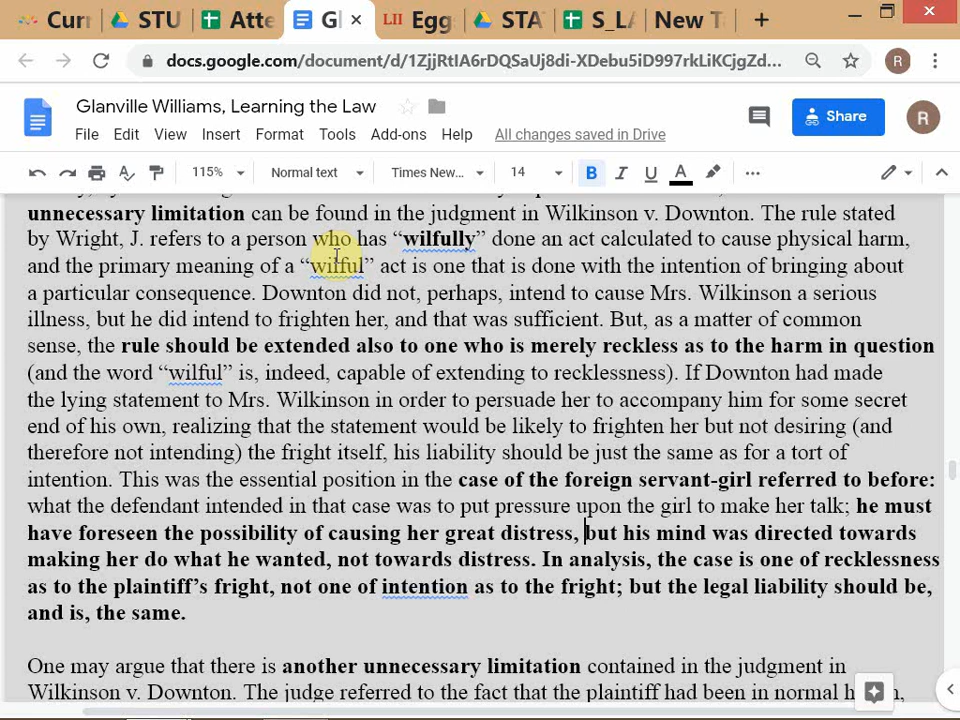 Curr
STU
Atte
Gl
LII Egg
STA
S_LA
New T
docs.google.com/document/d/1ZjjRtIA6rDQSaUj8di-XDebu5iD997rkLiKCjgZd...
R
Glanville Williams, Learning the Law
File Edit View Insert Format Tools Add-ons Help All changes saved in Drive
Share
R
115% Normal text Times New... 14 B I U A
unnecessary limitation can be found in the judgment in Wilkinson v. Downton. The rule stated
by Wright, J. refers to a person who has “wilfully” done an act calculated to cause physical harm,
and the primary meaning of a “wilful” act is one that is done with the intention of bringing about
a particular consequence. Downton did not, perhaps, intend to cause Mrs. Wilkinson a serious
illness, but he did intend to frighten her, and that was sufficient. But, as a matter of common
sense, the rule should be extended also to one who is merely reckless as to the harm in question
(and the word “wilful” is, indeed, capable of extending to recklessness). If Downton had made
the lying statement to Mrs. Wilkinson in order to persuade her to accompany him for some secret
end of his own, realizing that the statement would be likely to frighten her but not desiring (and
therefore not intending) the fright itself, his liability should be just the same as for a tort of
intention. This was the essential position in the case of the foreign servant-girl referred to before:
what the defendant intended in that case was to put pressure upon the girl to make her talk; he must
have foreseen the possibility of causing her great distress, but his mind was directed towards
making her do what he wanted, not towards distress. In analysis, the case is one of recklessness
as to the plaintiff’s fright, not one of intention as to the fright; but the legal liability should be,
and is, the same.
One may argue that there is another unnecessary limitation contained in the judgment in
Wilkinson v. Downton. The judge referred to the fact that the plaintiff had been in normal